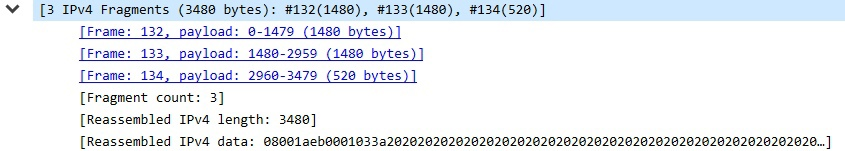 [3 IPv4 Fragments (3480 bytes): #132(1480), #133(1480), #134(520)]
[Frame: 132, payload: 0-1479 (1480 bytes)]
[Frame: 133, payload: 1480-2959 (1480 bytes)]
[Frame: 134, payload: 2960-3479 (520 bytes)]
[Fragment count: 3]
[Reassembled IPv4 length: 3480]
[Reassembled IPv4 data: 08001aeb0001033a20202020202020202020202020202020202020202020202020202020…]